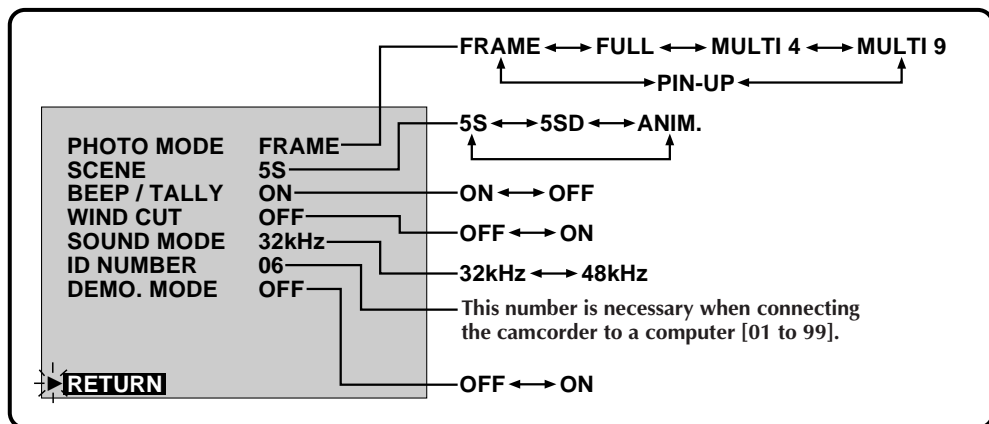 FRAME FULL MULTI 4 MULTI 9
PIN-UP
5S 5SD ANIM.
PHOTO MODE FRAME
SCENE 5S
BEEP / TALLY ON
WIND CUT OFF
SOUND MODE 32kHz
ID NUMBER 06
DEMO. MODE OFF
RETURN
ON OFF
OFF ON
32kHz 48kHz
This number is necessary when connecting
the camcorder to a computer [01 to 99].
OFF ON